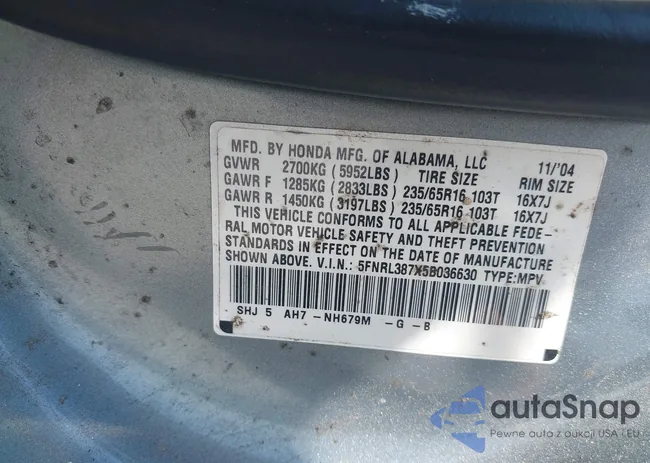 MFD. BY HONDA MFG. OF ALABAMA, LLC 11/'04
GVWR 2700KG (5952LBS) TIRE SIZE RIM SIZE
GAWR F 1285KG (2833LBS) 235/65R16 103T 16X7J
GAWR R 1450KG (3197LBS) 235/65R16 103T 16X7J
THIS VEHICLE CONFORMS TO ALL APPLICABLE FEDE-
RAL MOTOR VEHICLE SAFETY AND THEFT PREVENTION
STANDARDS IN EFFECT ON THE DATE OF MANUFACTURE
SHOWN ABOVE. V.I.N.: 5FNRL387X5B036630 TYPE:MPV
SHJ 5 AH7 -NH679M -G -B
autaSnap
Pewne auta z aukcji USA i EU